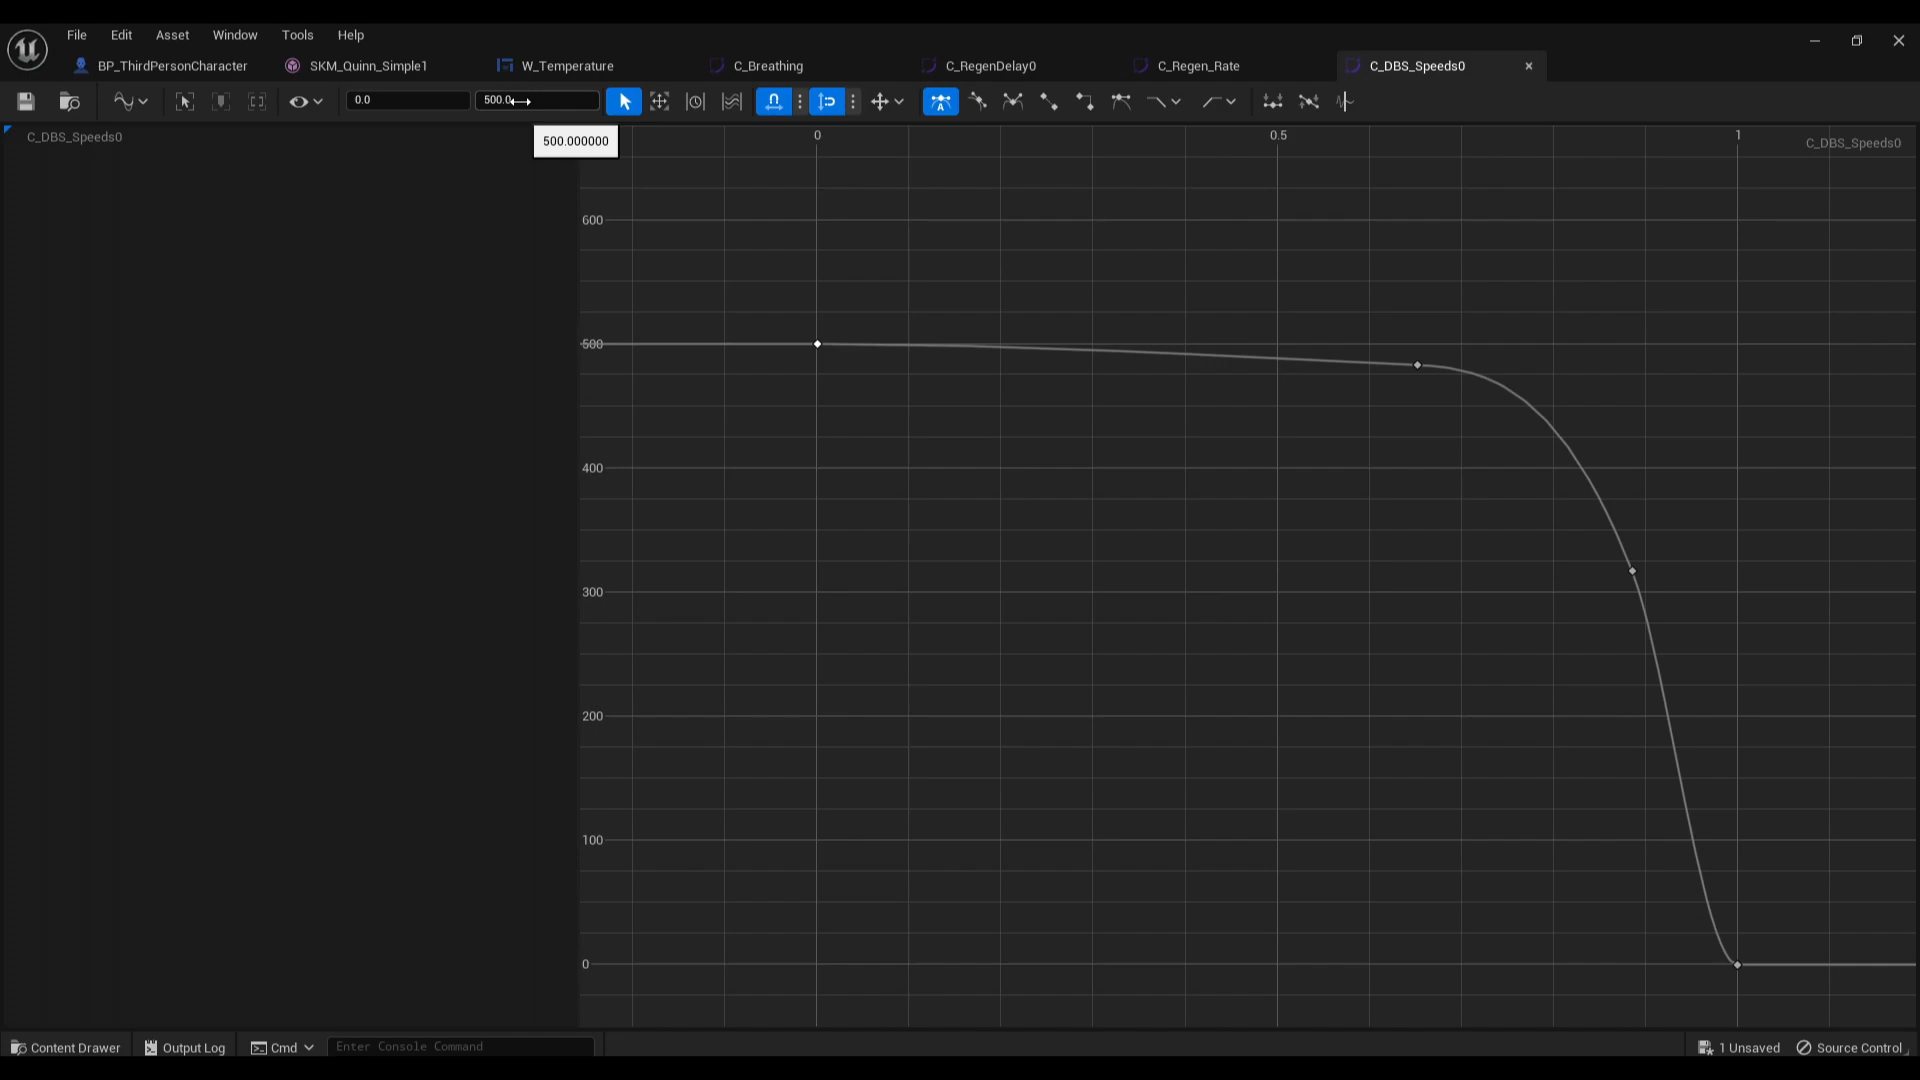 File Edit Asset Window Tools Help
BP_ThirdPersonCharacter SKM_Quinn_Simple1 W_Temperature C_Breathing C_RegenDelay0 C_Regen_Rate C_DBS_Speeds0
0.0 500.0
C_DBS_Speeds0 500.000000 0 0.5 1 C_DBS_Speeds0
600
500
400
300
200
100
0
Content Drawer Output Log Cmd Enter Console Command 1 Unsaved Source Control